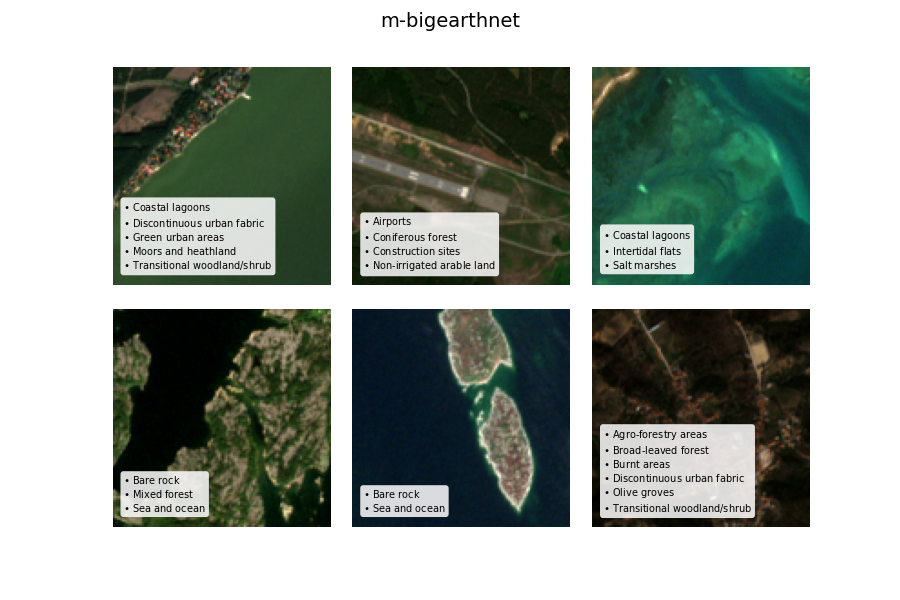 m-bigearthnet
• Coastal lagoons
• Discontinuous urban fabric
• Green urban areas
• Moors and heathland
• Transitional woodland/shrub
• Airports
• Coniferous forest
• Construction sites
• Non-irrigated arable land
• Coastal lagoons
• Intertidal flats
• Salt marshes
• Bare rock
• Mixed forest
• Sea and ocean
• Bare rock
• Sea and ocean
• Agro-forestry areas
• Broad-leaved forest
• Burnt areas
• Discontinuous urban fabric
• Olive groves
• Transitional woodland/shrub